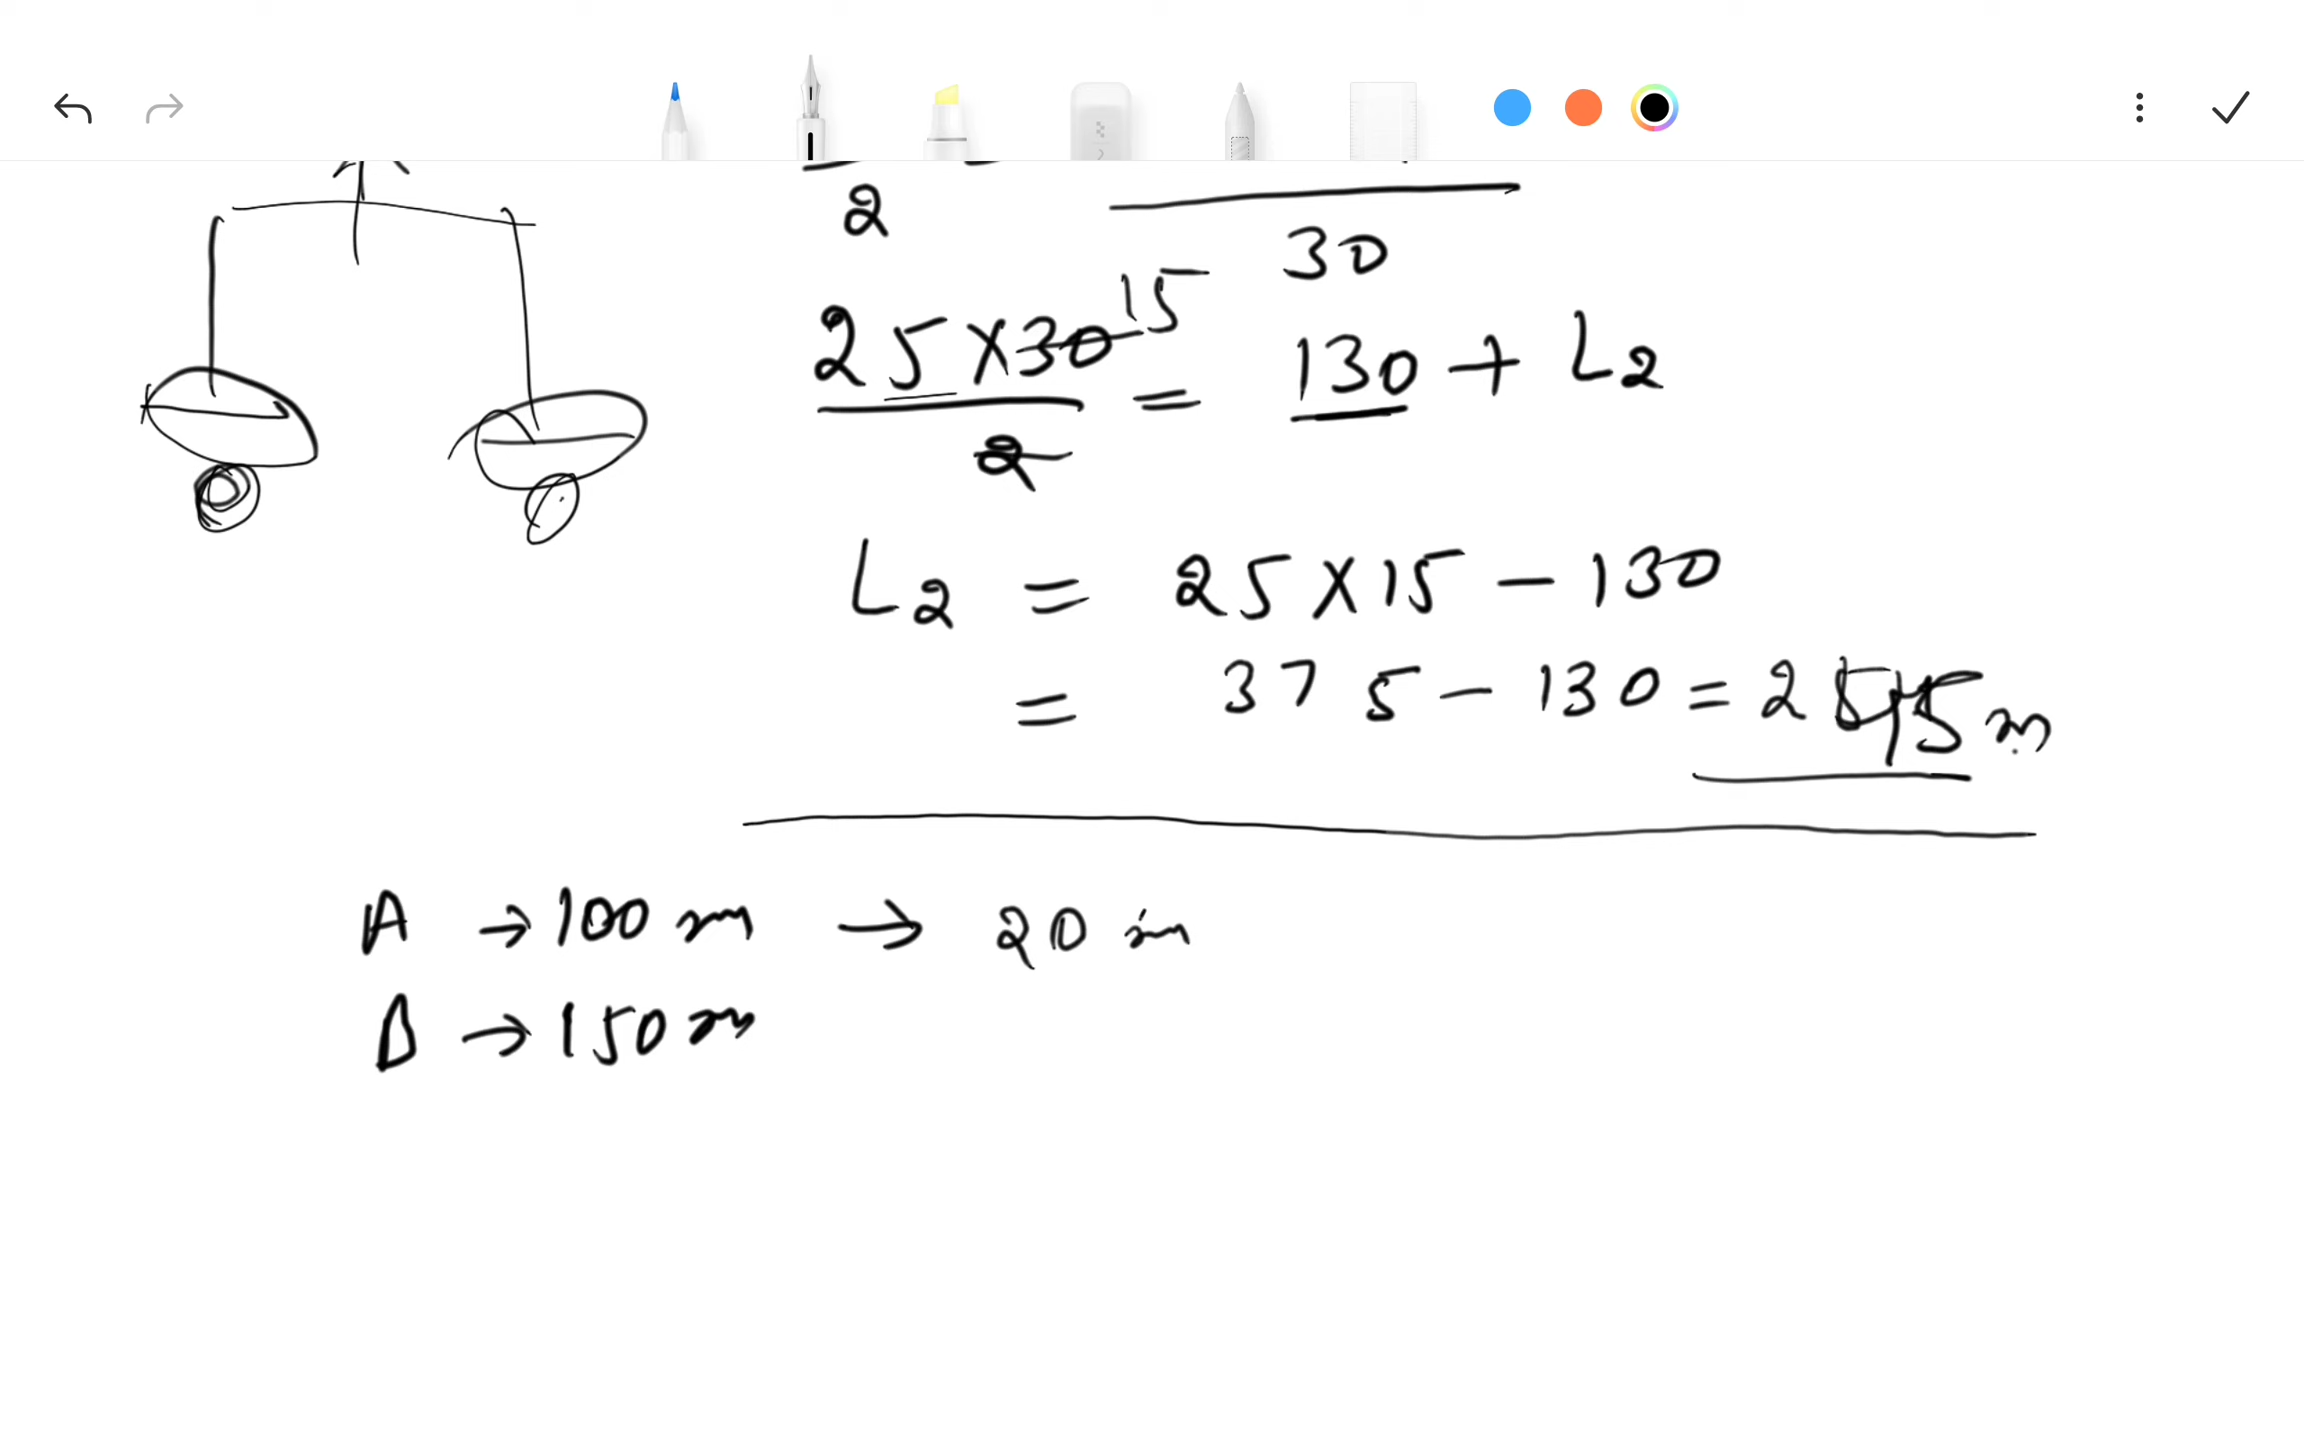 2
30
25 X 30 15 = 130 + L2
2
L2 = 25 X 15 - 130
= 375 - 130 = 245 m
A → 100 m → 20 m
B → 150 m